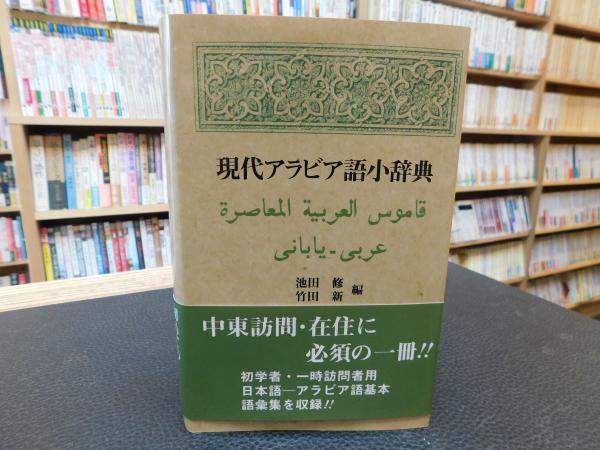 現代アラビア語小辞典
قاموس العربية المعاصرة
عربى - يابانى
池田 修
竹田 新 編
中東訪問・在住に
必須の一冊!!
初学者・一時訪問者用
日本語―アラビア語基本
語彙集を収録!!